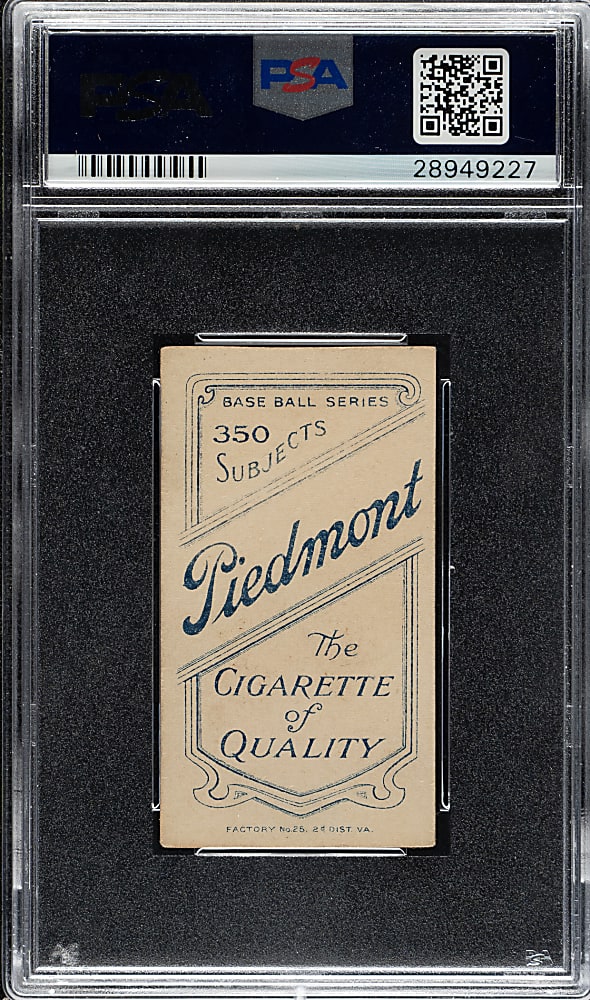 PSA
PSA
28949227
BASE BALL SERIES
350
SUBJECTS
Piedmont
The
CIGARETTE
of
QUALITY
FACTORY No. 25, 2d DIST. VA.